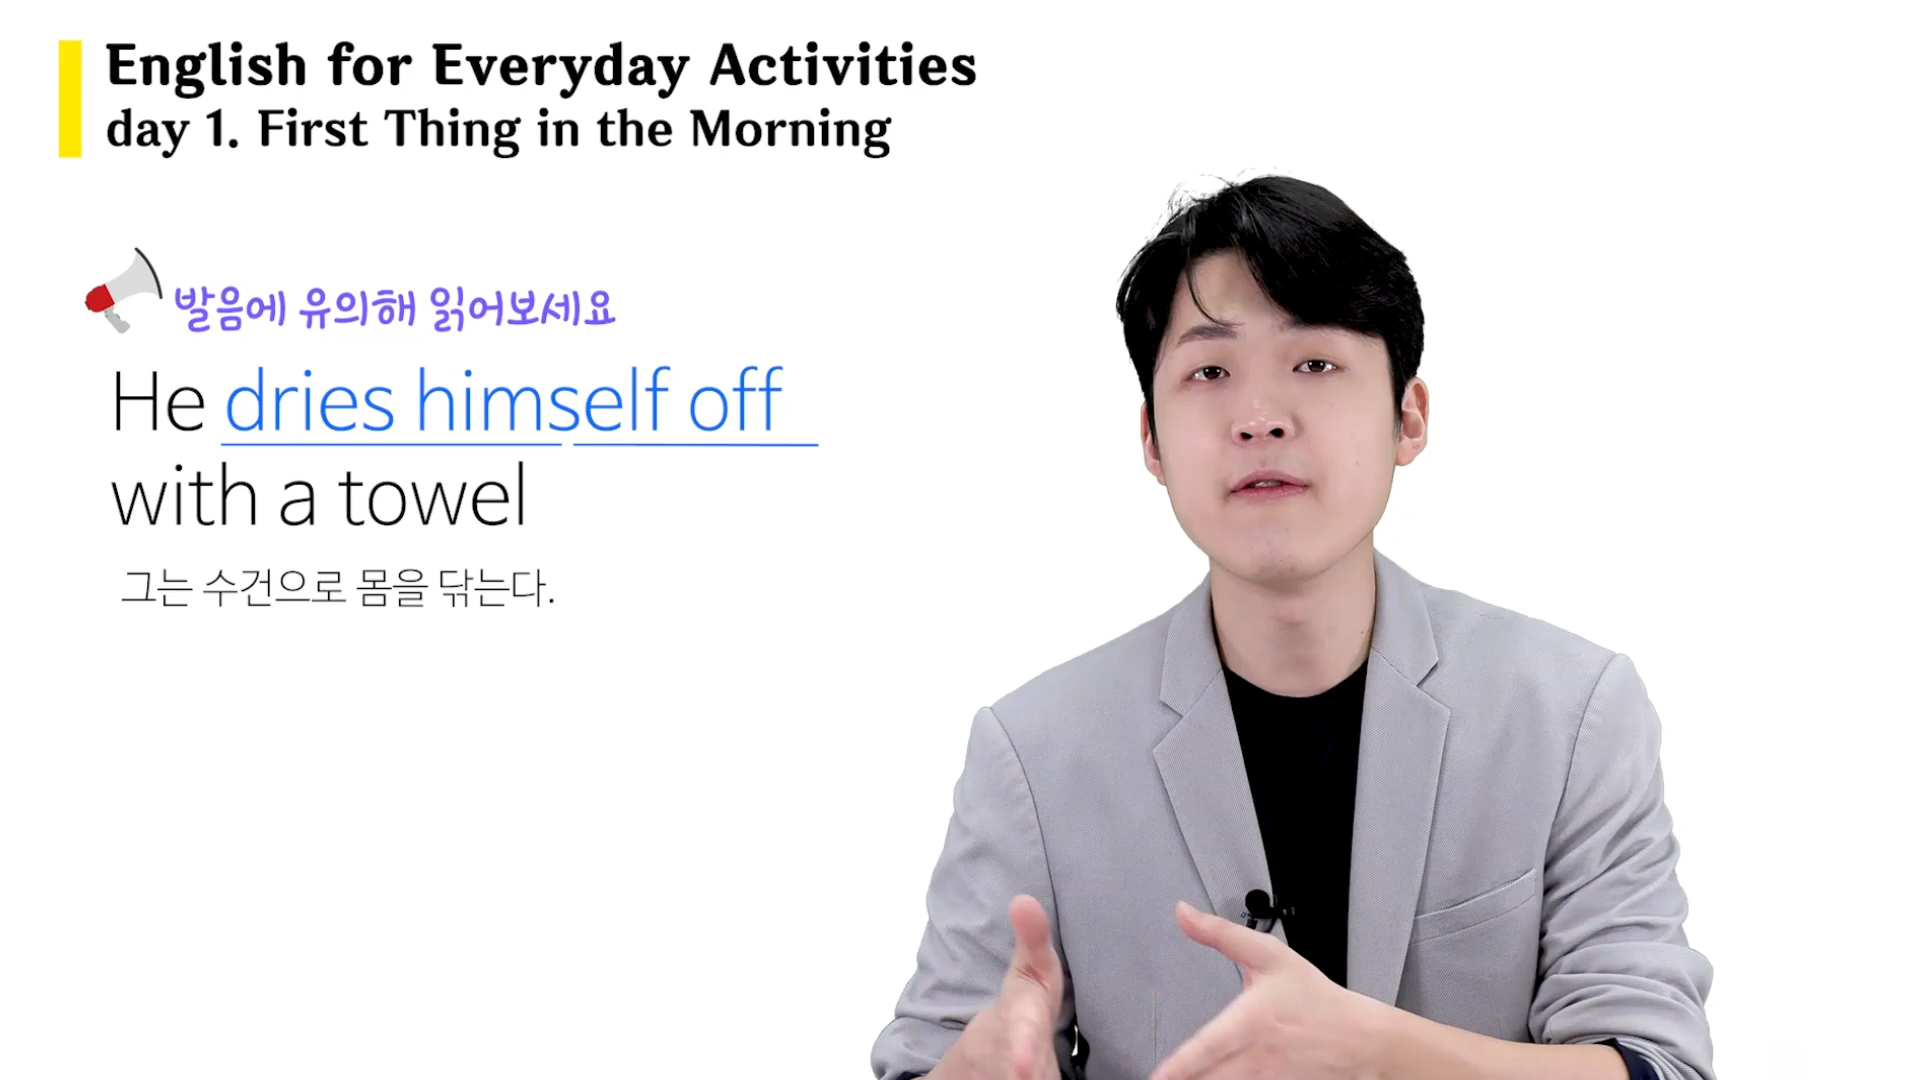 English for Everyday Activities
day 1. First Thing in the Morning
발음에 유의해 읽어보세요
He dries himself off
with a towel
그는 수건으로 몸을 닦는다.